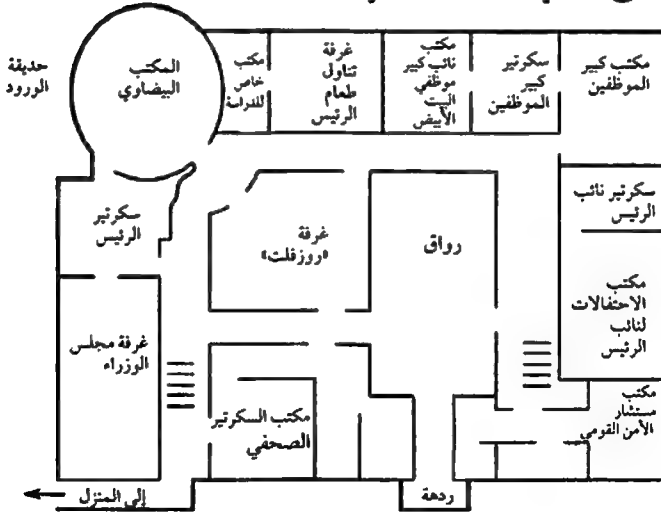 مكتب كبير
الموظفين
سكرتير
كبير
الموظفين
مكتب
نائب كبير
موظفي
البيت
الأبيض
غرفة
تناول
طعام
الرئيس
مكتب
خاص
للدراسة
المكتب
البيضاوي
حديقة
الورود
سكرتير نائب
الرئيس
رواق
غرفة
«روزفلت»
سكرتير
الرئيس
مكتب
الاحتفالات
لنائب
الرئيس
غرفة مجلس
الوزراء
مكتب
مستشار
الأمن القومي
مكتب السكرتير
الصحفي
ردهة
إلى المنزل